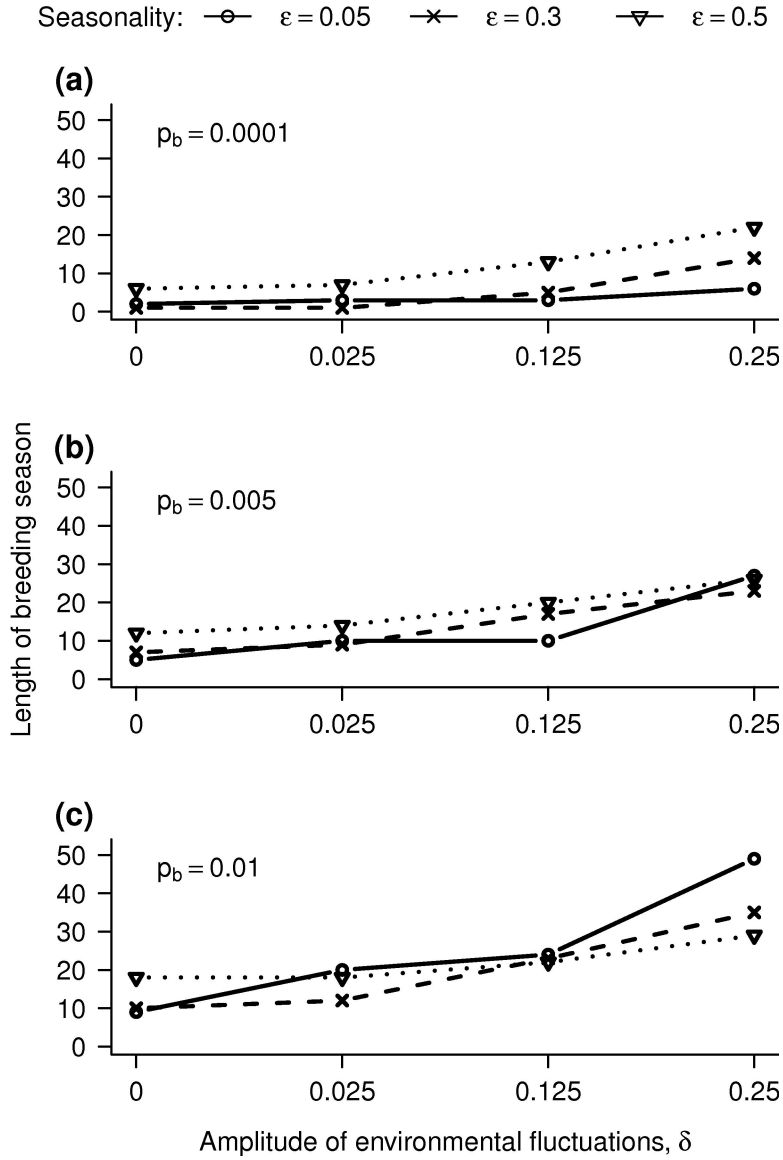 Seasonality: ε = 0.05 ε = 0.3 ε = 0.5
(a)
p_b = 0.0001
50
40
30
20
10
0
0 0.025 0.125 0.25
(b)
p_b = 0.005
50
40
30
20
10
0
0 0.025 0.125 0.25
Length of breeding season
(c)
p_b = 0.01
50
40
30
20
10
0
0 0.025 0.125 0.25
Amplitude of environmental fluctuations, δ